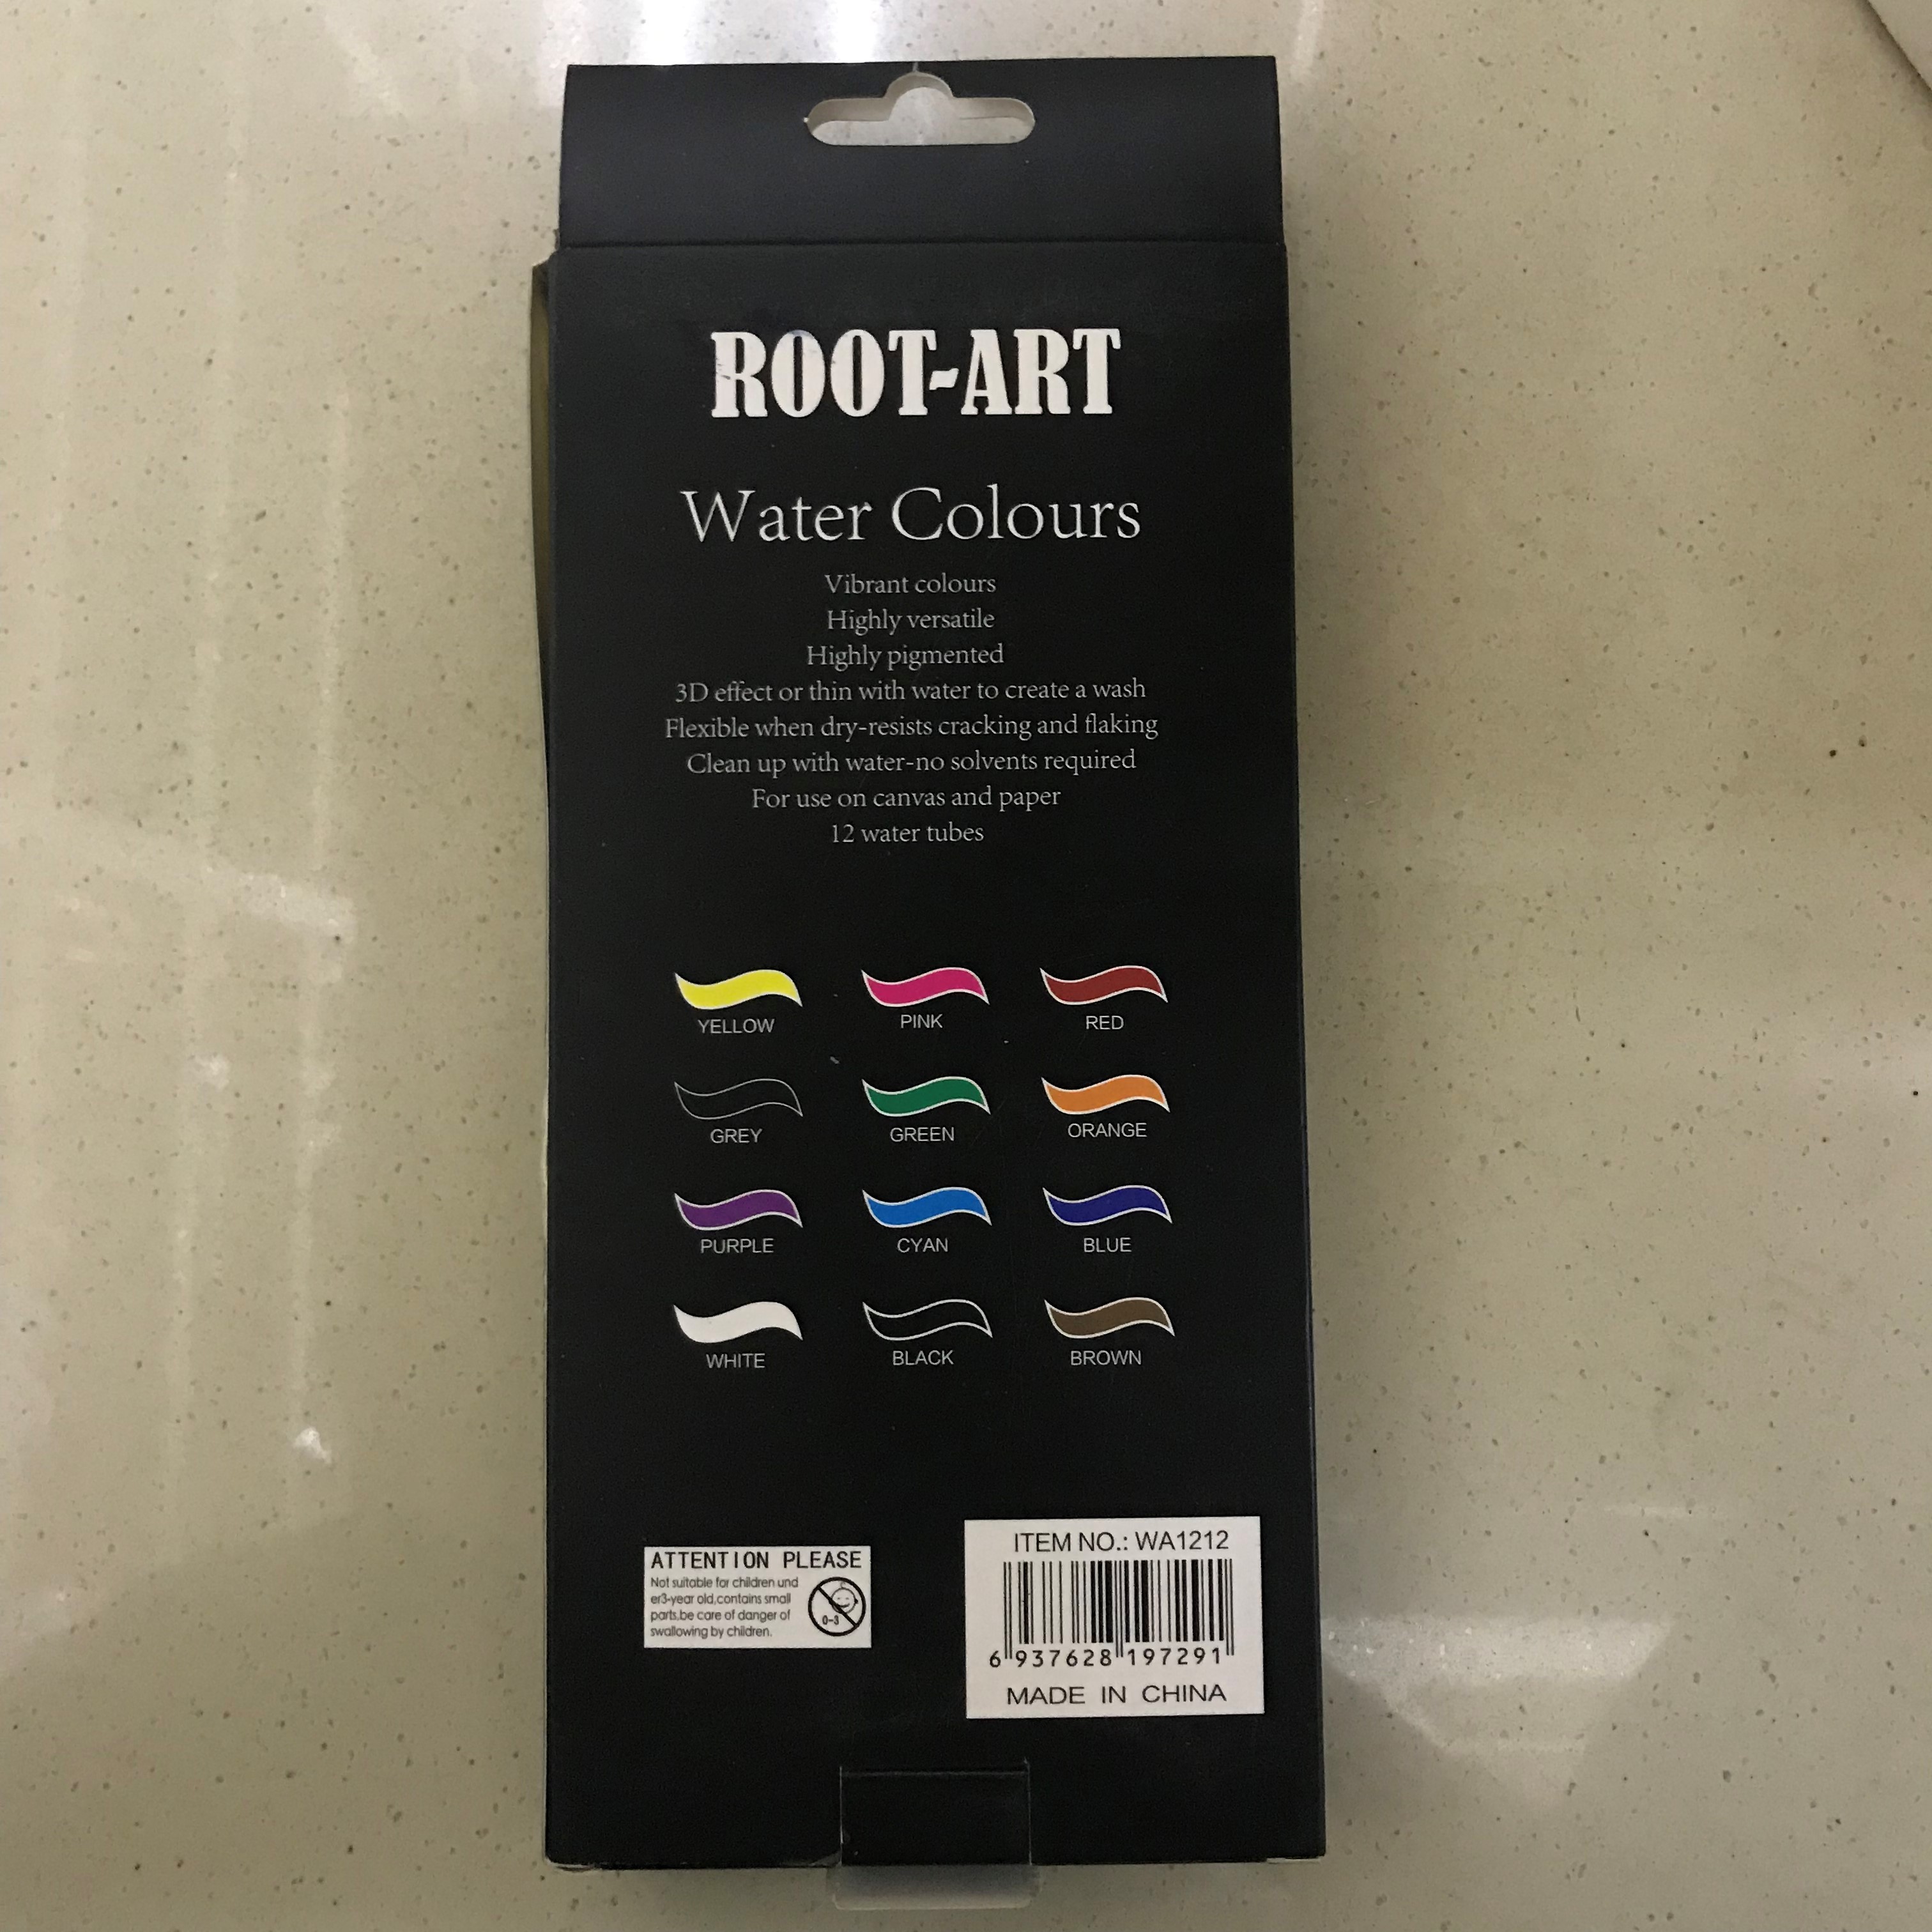 ROOT-ART
Water Colours
Vibrant colours
Highly versatile
Highly pigmented
3D effect or thin with water to create a wash
Flexible when dry-resists cracking and flaking
Clean up with water-no solvents required
For use on canvas and paper
12 water tubes
YELLOW PINK RED
GREY GREEN ORANGE
PURPLE CYAN BLUE
WHITE BLACK BROWN
ATTENTION PLEASE
Not suitable for children und
er3-year old,contains small
parts.be care of danger of
swallowing by children.
0-3
ITEM NO.: WA1212
6 937628 197291
MADE IN CHINA